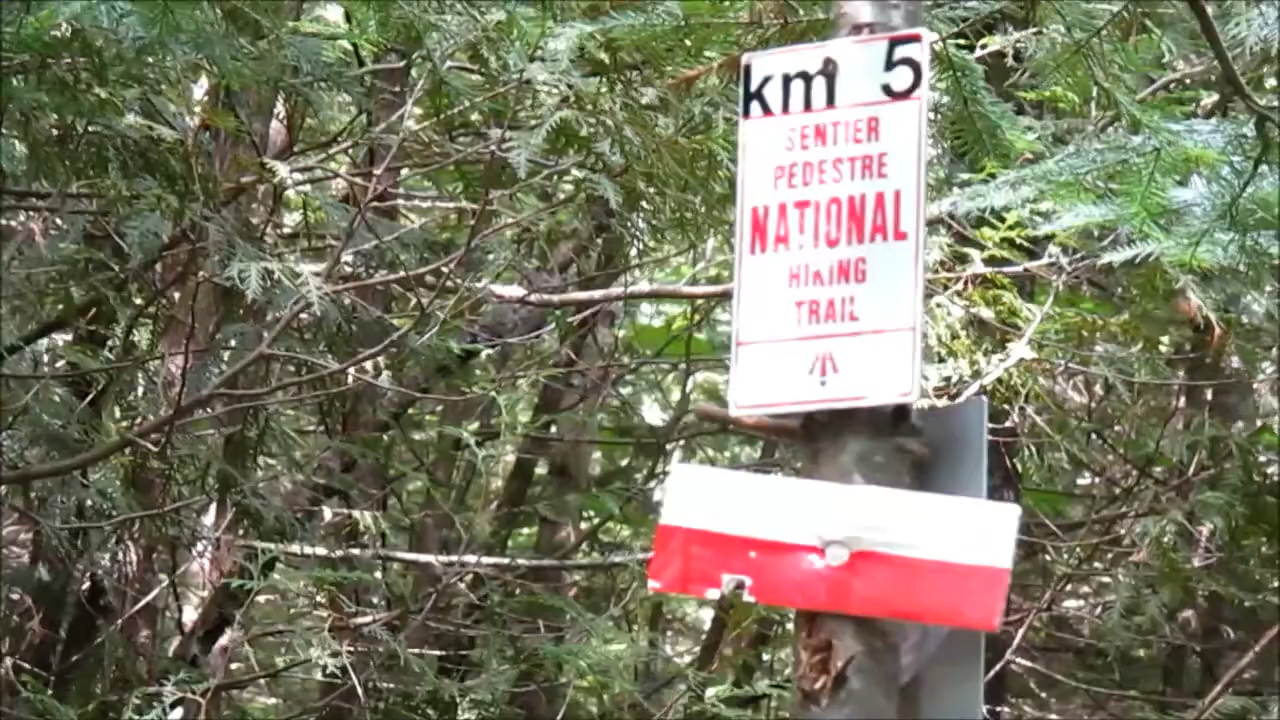 km 5
SENTIER
PEDESTRE
NATIONAL
HIKING
TRAIL